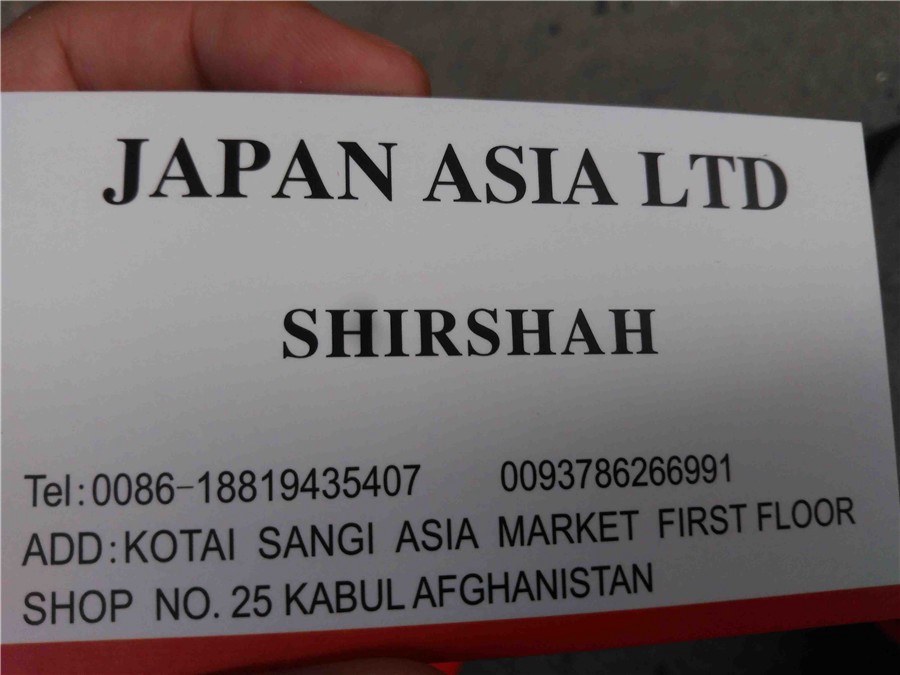 JAPAN ASIA LTD
SHIRSHAH
Tel:0086-18819435407 0093786266991
ADD:KOTAI SANGI ASIA MARKET FIRST FLOOR
SHOP NO. 25 KABUL AFGHANISTAN